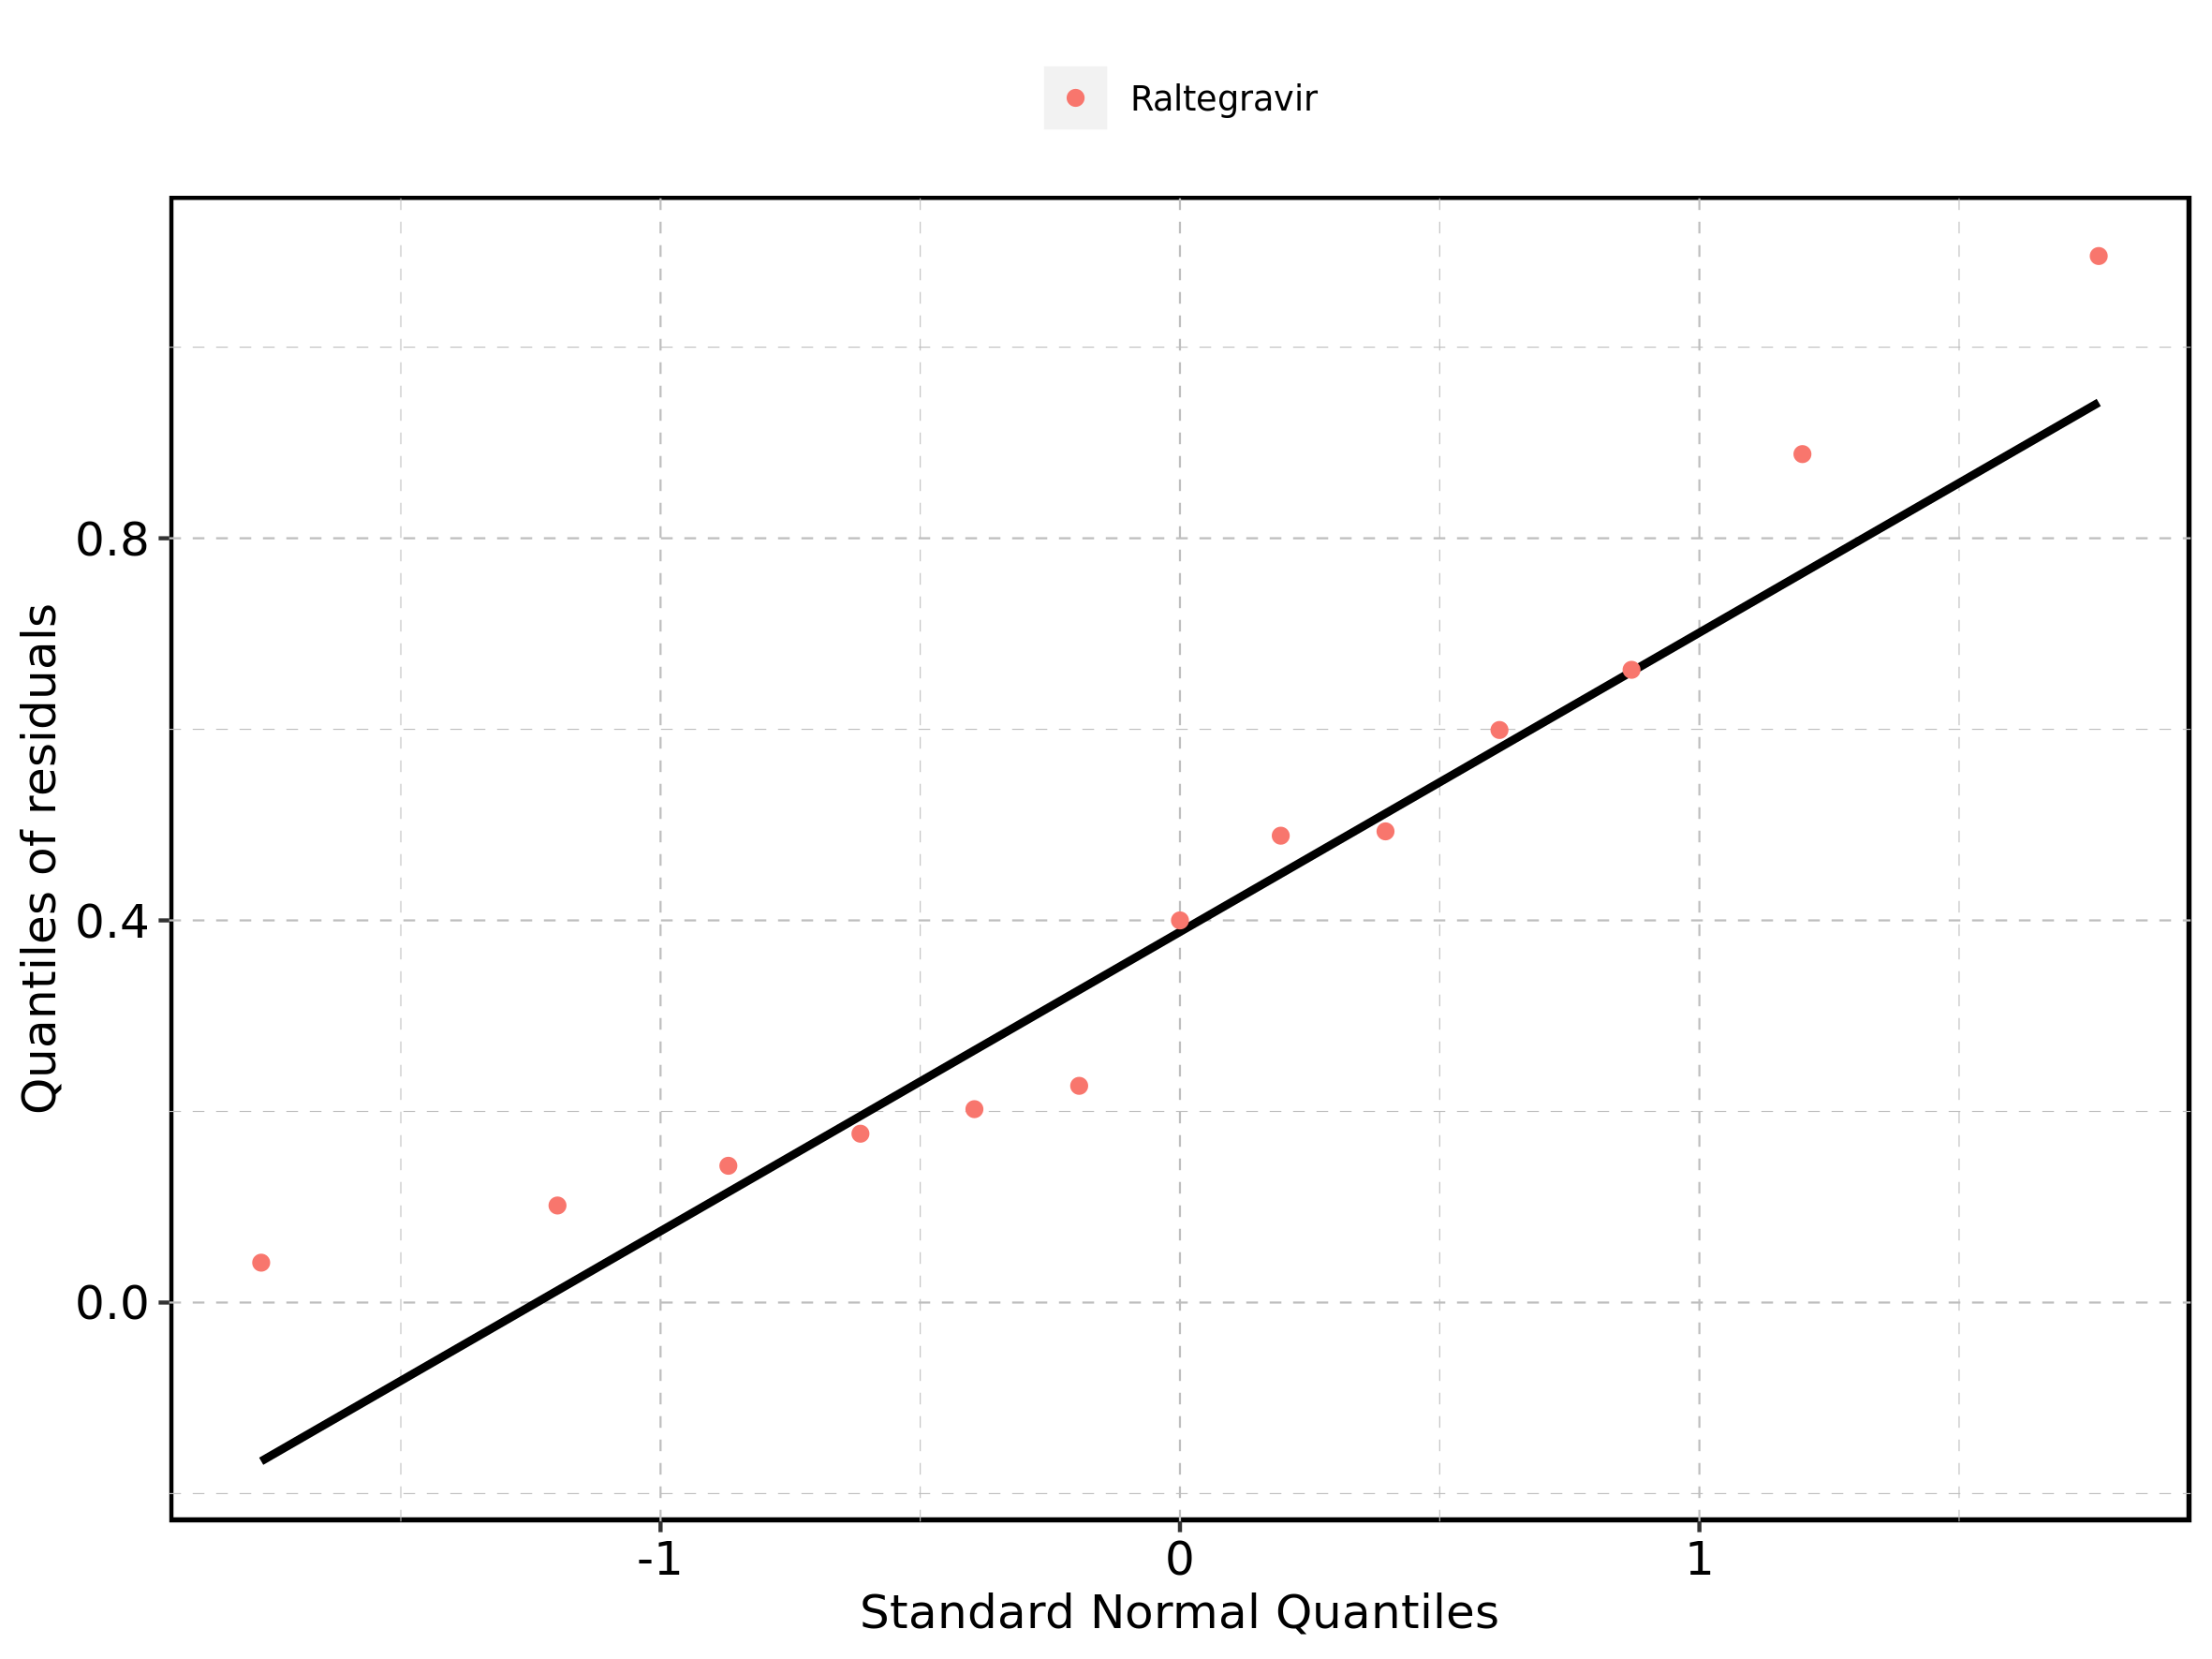 Raltegravir
Quantiles of residuals
0.8
0.4
0.0
-1 0 1
Standard Normal Quantiles